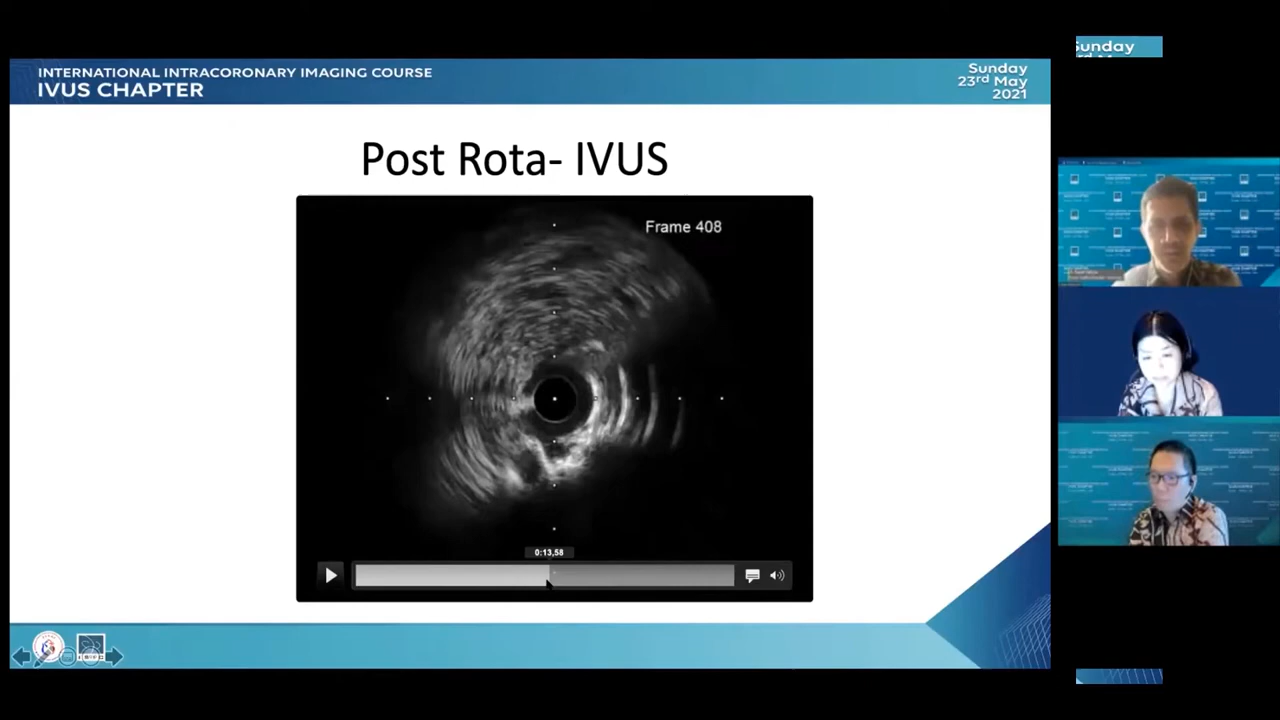 INTERNATIONAL INTRACORONARY IMAGING COURSE
IVUS CHAPTER
Sunday
23rd May
2021
Post Rota- IVUS
Frame 408
0:13,58
Sunday